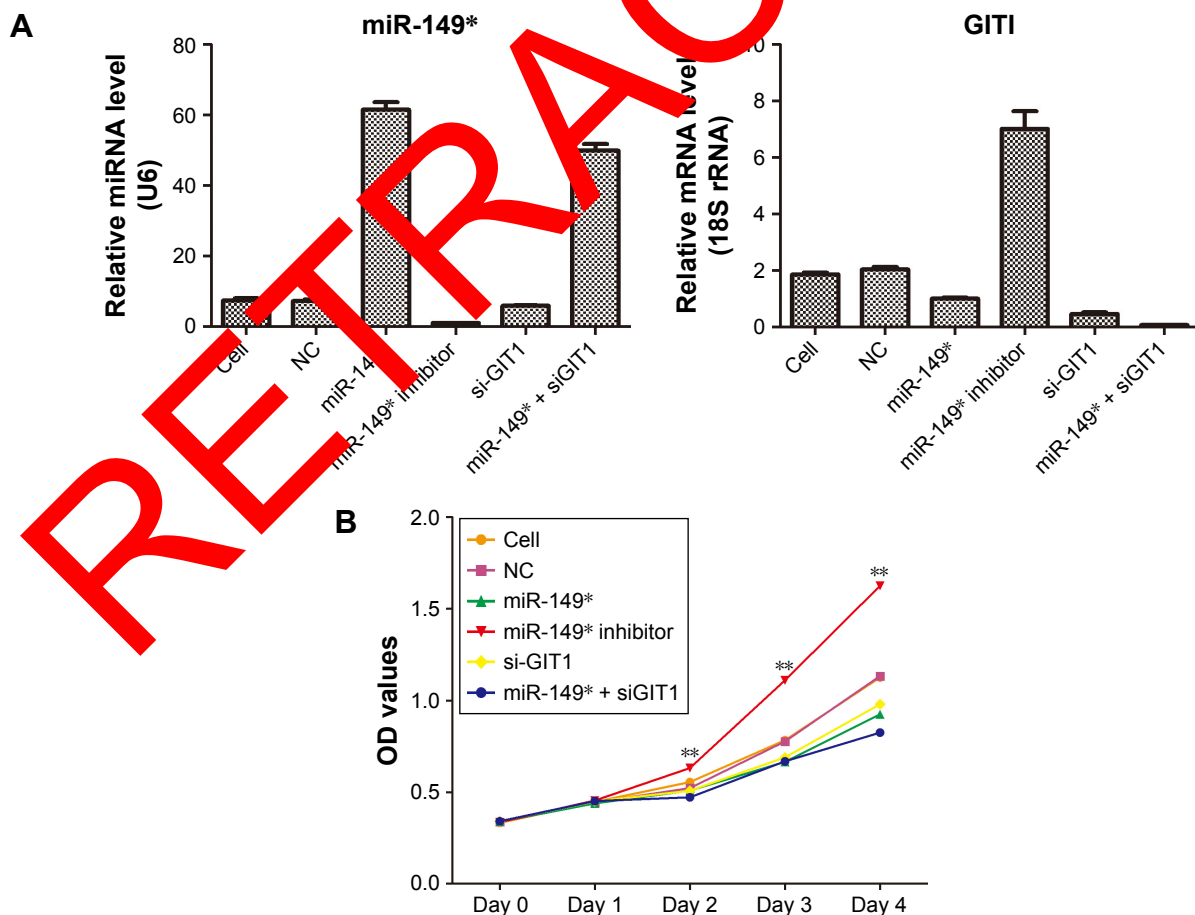 A
miR-149*
Relative miRNA level
(U6)
80
60
40
20
0
Cell
NC
miR-14
miR-149* inhibitor
si-GIT1
miR-149* + siGIT1
GITI
Relative mRNA level
(18S rRNA)
0
8
6
4
2
0
Cell
NC
miR-149*
miR-149* inhibitor
si-GIT1
miR-149* + siGIT1
RETRAC
B
OD values
2.0
1.5
1.0
0.5
0.0
Cell
NC
miR-149*
miR-149* inhibitor
si-GIT1
miR-149* + siGIT1
**
**
**
Day 0
Day 1
Day 2
Day 3
Day 4